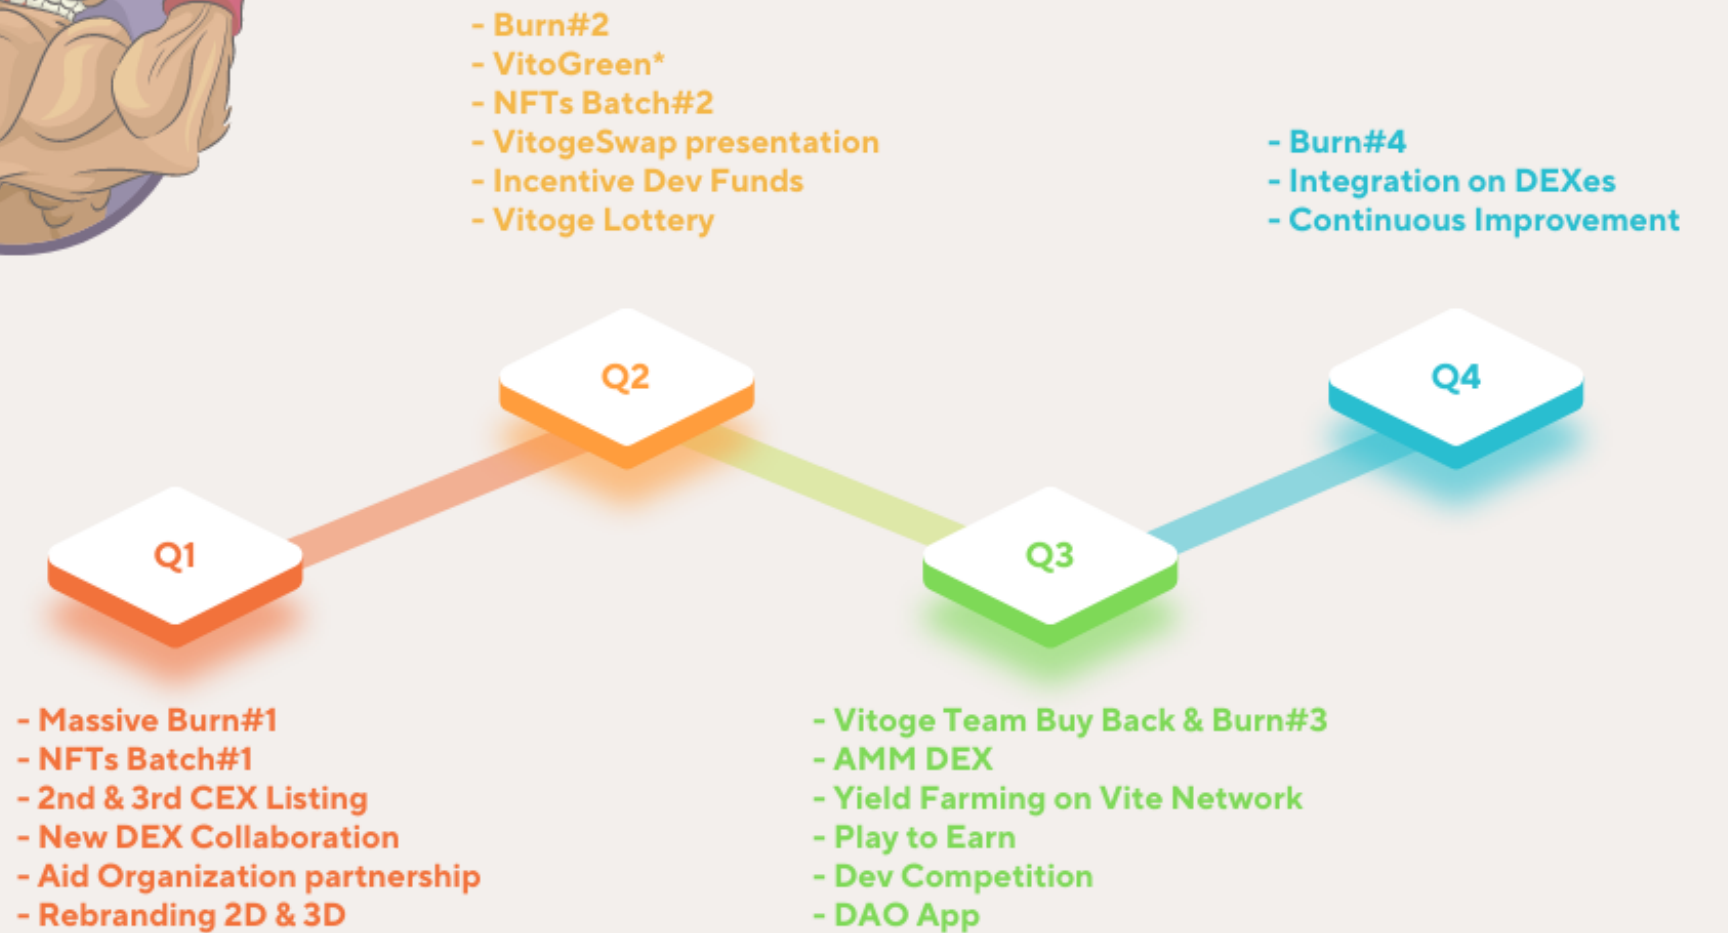 - Burn#2
- VitoGreen*
- NFTs Batch#2
- VitogeSwap presentation
- Incentive Dev Funds
- Vitoge Lottery
- Burn#4
- Integration on DEXes
- Continuous Improvement
Q2
Q4
Q1
Q3
- Massive Burn#1
- NFTs Batch#1
- 2nd & 3rd CEX Listing
- New DEX Collaboration
- Aid Organization partnership
- Rebranding 2D & 3D
- Vitoge Team Buy Back & Burn#3
- AMM DEX
- Yield Farming on Vite Network
- Play to Earn
- Dev Competition
- DAO App